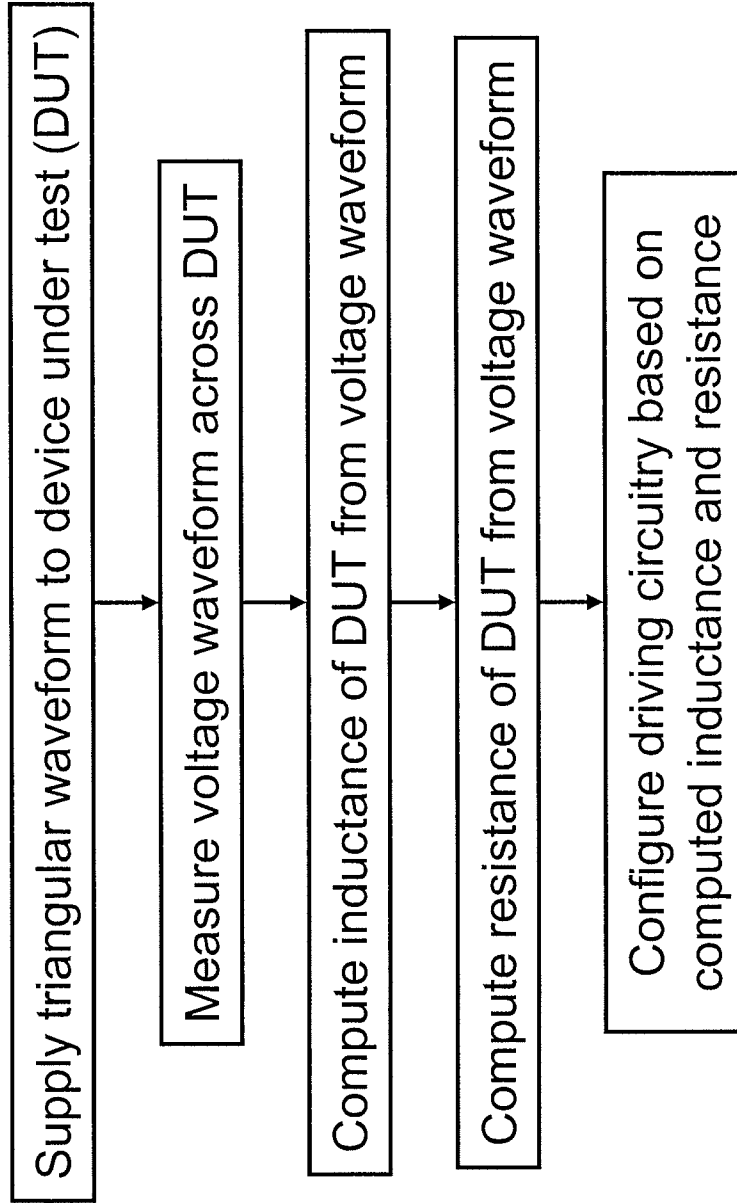 Supply triangular waveform to device under test (DUT)
Measure voltage waveform across DUT
Compute inductance of DUT from voltage waveform
Compute resistance of DUT from voltage waveform
Configure driving circuitry based on
computed inductance and resistance